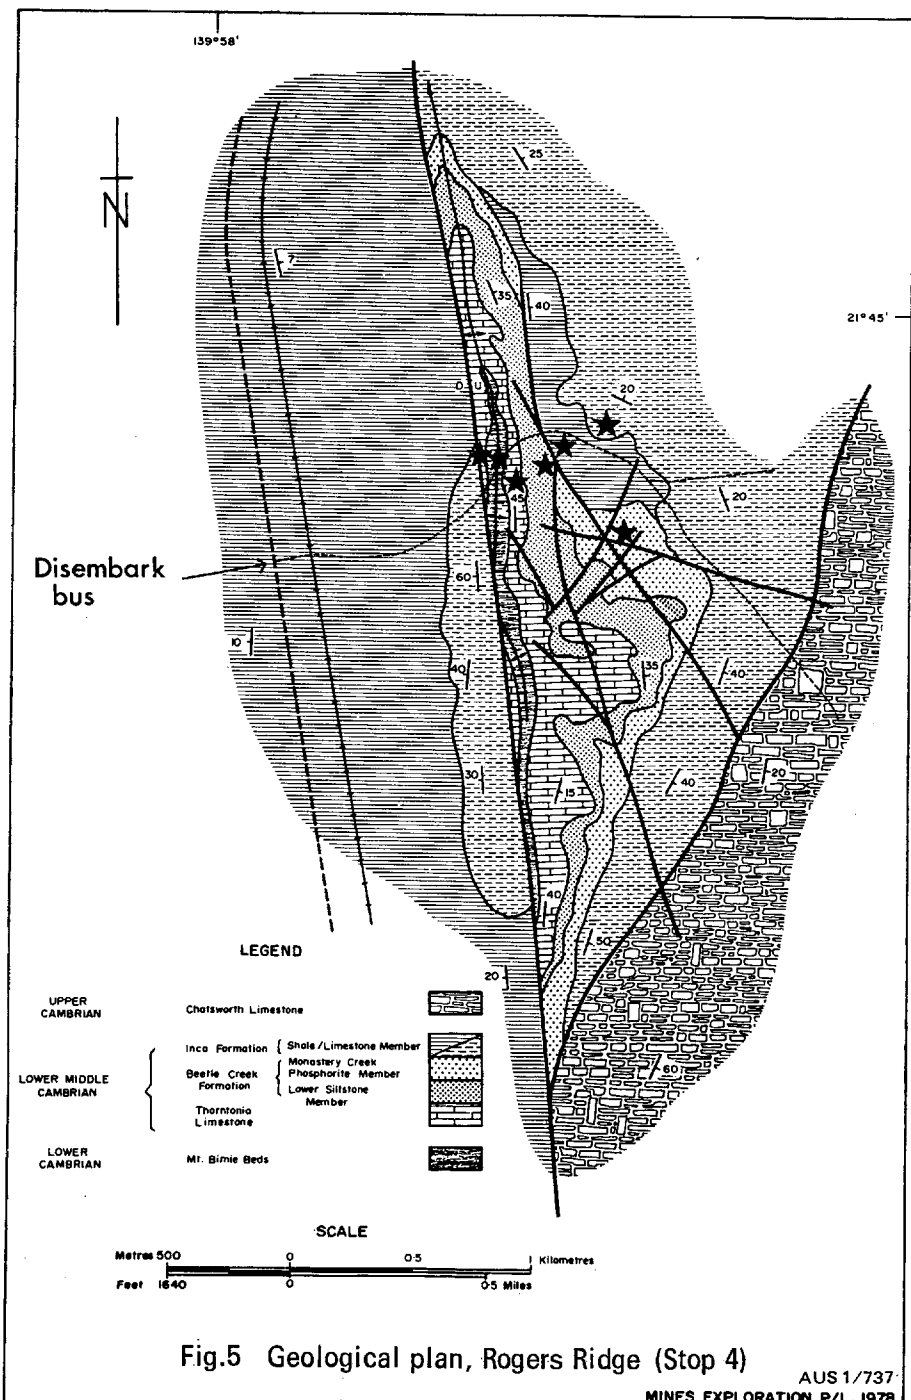 139°58'
25
N
7
35
40
21°45'
D U
20
45
20
Disembark
bus
60
10
40
35
40
30
15
40
20
40
50
20
60
LEGEND
UPPER
CAMBRIAN
Chatsworth Limestone
LOWER MIDDLE
CAMBRIAN
Inca Formation { Shale/Limestone Member
Beetle Creek
Formation
Monastery Creek
Phosphorite Member
Lower Siltstone
Member
Thorntonia
Limestone
LOWER
CAMBRIAN
Mt. Birnie Beds
SCALE
Metres 500 0 0·5 1 Kilometres
Feet 1640 0 0·5 Miles
Fig.5 Geological plan, Rogers Ridge (Stop 4)
AUS 1/737
MINES EXPLORATION P/L 1978